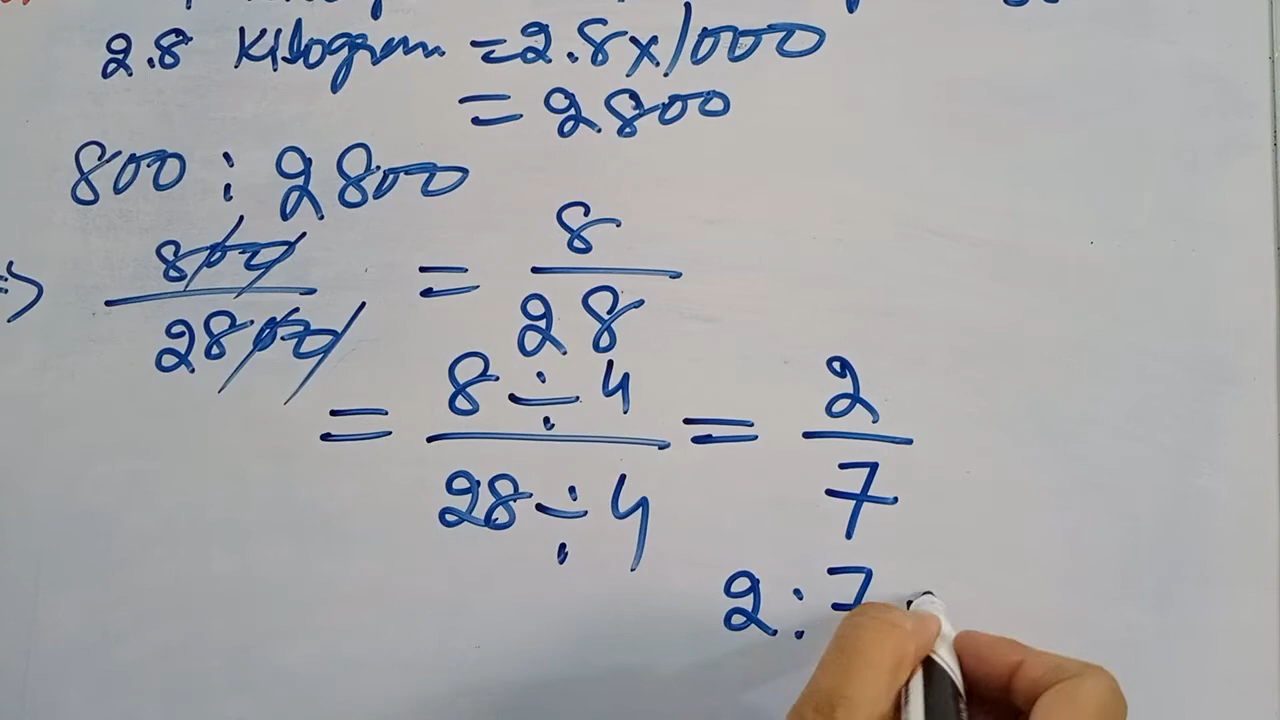 2.8 Kilogram = 2.8×1000
= 2800
800 : 2800
=> 800/2800 = 8/28
= 8÷4/28÷4 = 2/7
2:7